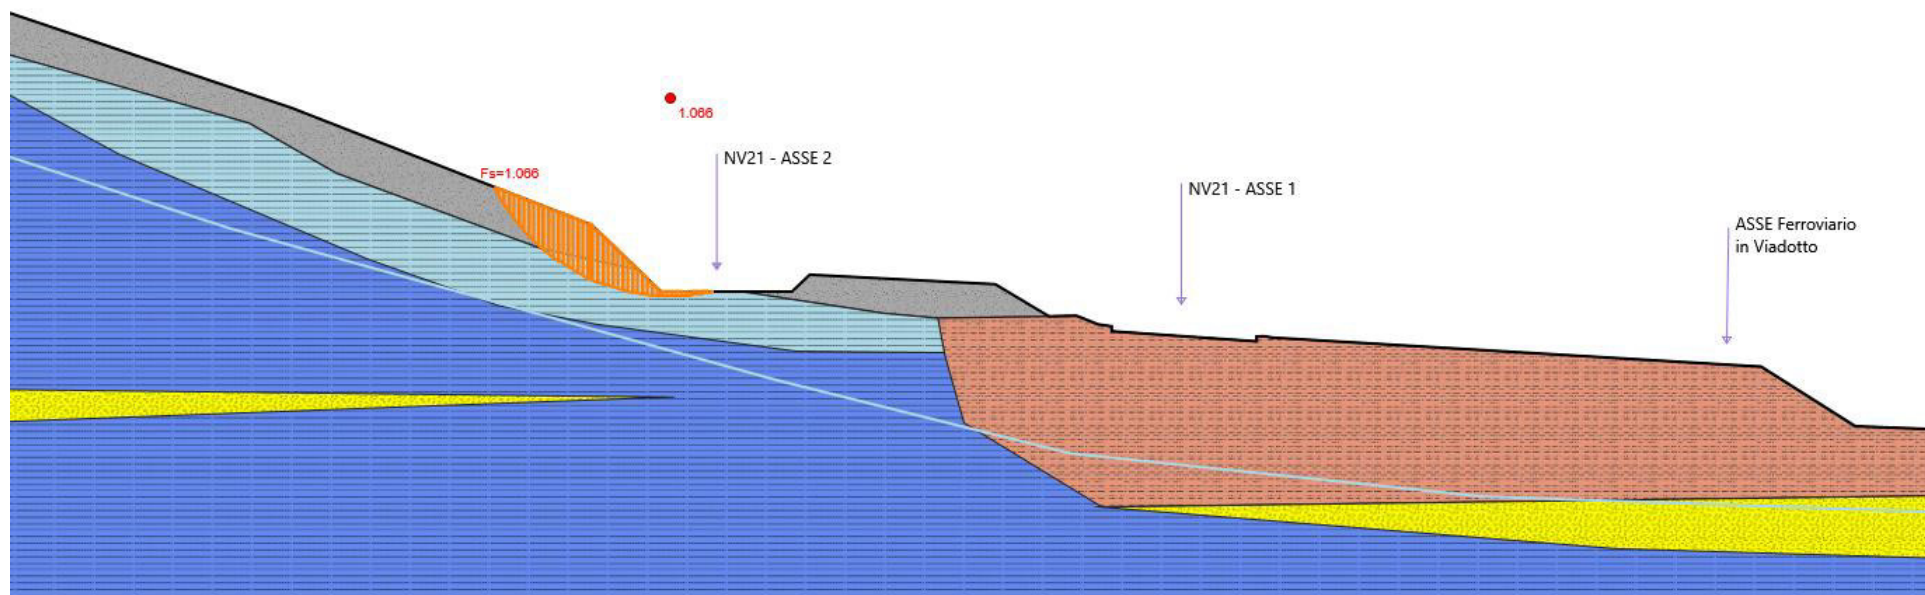 1.066
NV21 - ASSE 2
Fs=1.066
NV21 - ASSE 1
ASSE Ferroviario
in Viadotto